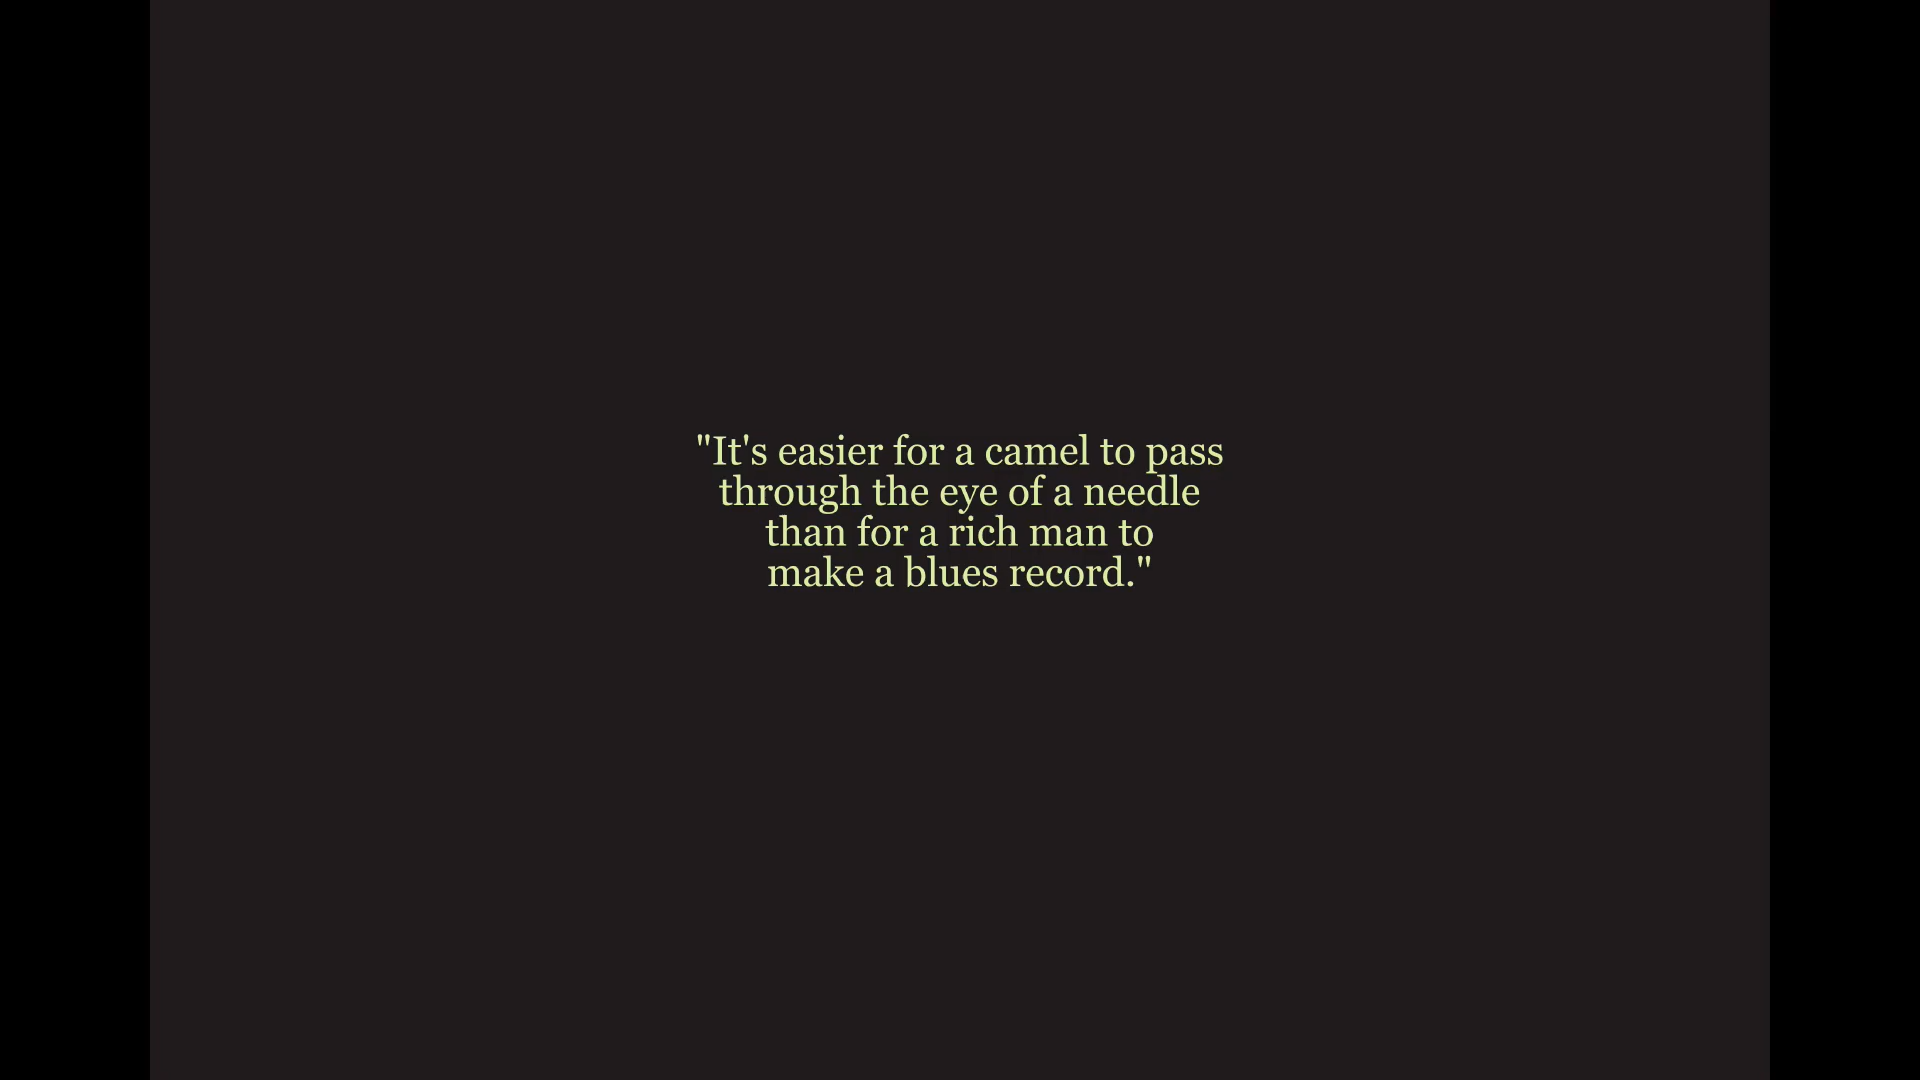 "It's easier for a camel to pass
through the eye of a needle
than for a rich man to
make a blues record."